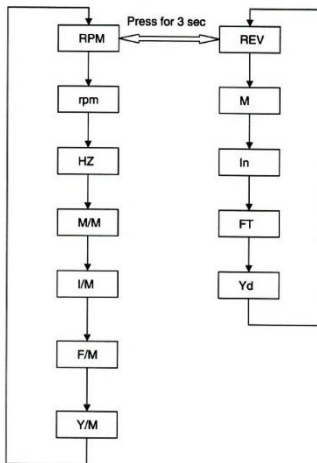 Press for 3 sec
RPM
REV
rpm
M
HZ
In
M/M
FT
I/M
Yd
F/M
Y/M